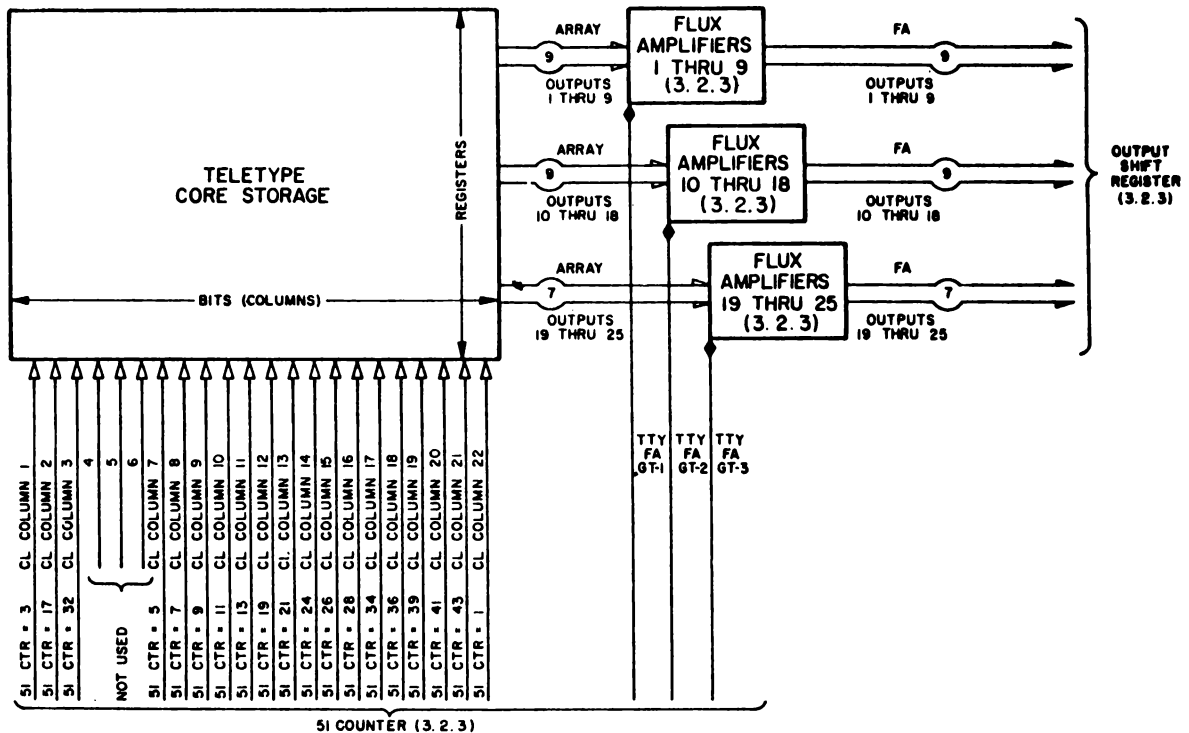 TELETYPE
CORE STORAGE
REGISTERS
BITS (COLUMNS)
ARRAY
9
OUTPUTS
1 THRU 9
FLUX
AMPLIFIERS
1 THRU 9
(3.2.3)
FA
9
OUTPUTS
1 THRU 9
ARRAY
9
OUTPUTS
10 THRU 18
FLUX
AMPLIFIERS
10 THRU 18
(3.2.3)
FA
9
OUTPUTS
10 THRU 18
ARRAY
7
OUTPUTS
19 THRU 25
FLUX
AMPLIFIERS
19 THRU 25
(3.2.3)
FA
7
OUTPUTS
19 THRU 25
OUTPUT
SHIFT
REGISTER
(3.2.3)
TTY
FA
GT-1
TTY
FA
GT-2
TTY
FA
GT-3
51 CTR = 3 CL COLUMN 1
51 CTR = 17 CL COLUMN 2
51 CTR = 32 CL COLUMN 3
4
5
6
NOT USED
51 CTR = 5 CL COLUMN 7
51 CTR = 7 CL COLUMN 8
51 CTR = 9 CL COLUMN 9
51 CTR = 11 CL COLUMN 10
51 CTR = 13 CL COLUMN 11
51 CTR = 19 CL COLUMN 12
51 CTR = 21 CL COLUMN 13
51 CTR = 24 CL COLUMN 14
51 CTR = 26 CL COLUMN 15
51 CTR = 28 CL COLUMN 16
51 CTR = 34 CL COLUMN 17
51 CTR = 36 CL COLUMN 18
51 CTR = 39 CL COLUMN 19
51 CTR = 41 CL COLUMN 20
51 CTR = 43 CL COLUMN 21
51 CTR = 1 CL COLUMN 22
51 COUNTER (3.2.3)